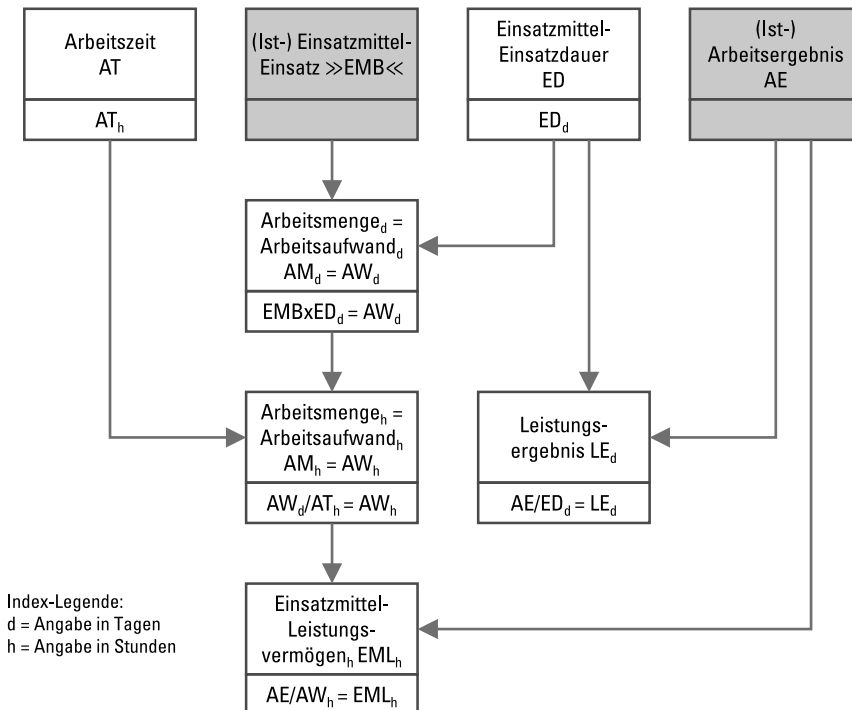 Arbeitszeit
AT
AT_h
(Ist-) Einsatzmittel-
Einsatz ≫EMB≪
Einsatzmittel-
Einsatzdauer
ED
ED_d
(Ist-)
Arbeitsergebnis
AE
Arbeitsmenge_d =
Arbeitsaufwand_d
AM_d = AW_d
EMBxED_d = AW_d
Arbeitsmenge_h =
Arbeitsaufwand_h
AM_h = AW_h
AW_d/AT_h = AW_h
Leistungs-
ergebnis LE_d
AE/ED_d = LE_d
Index-Legende:
d = Angabe in Tagen
h = Angabe in Stunden
Einsatzmittel-
Leistungs-
vermögen_h EML_h
AE/AW_h = EML_h